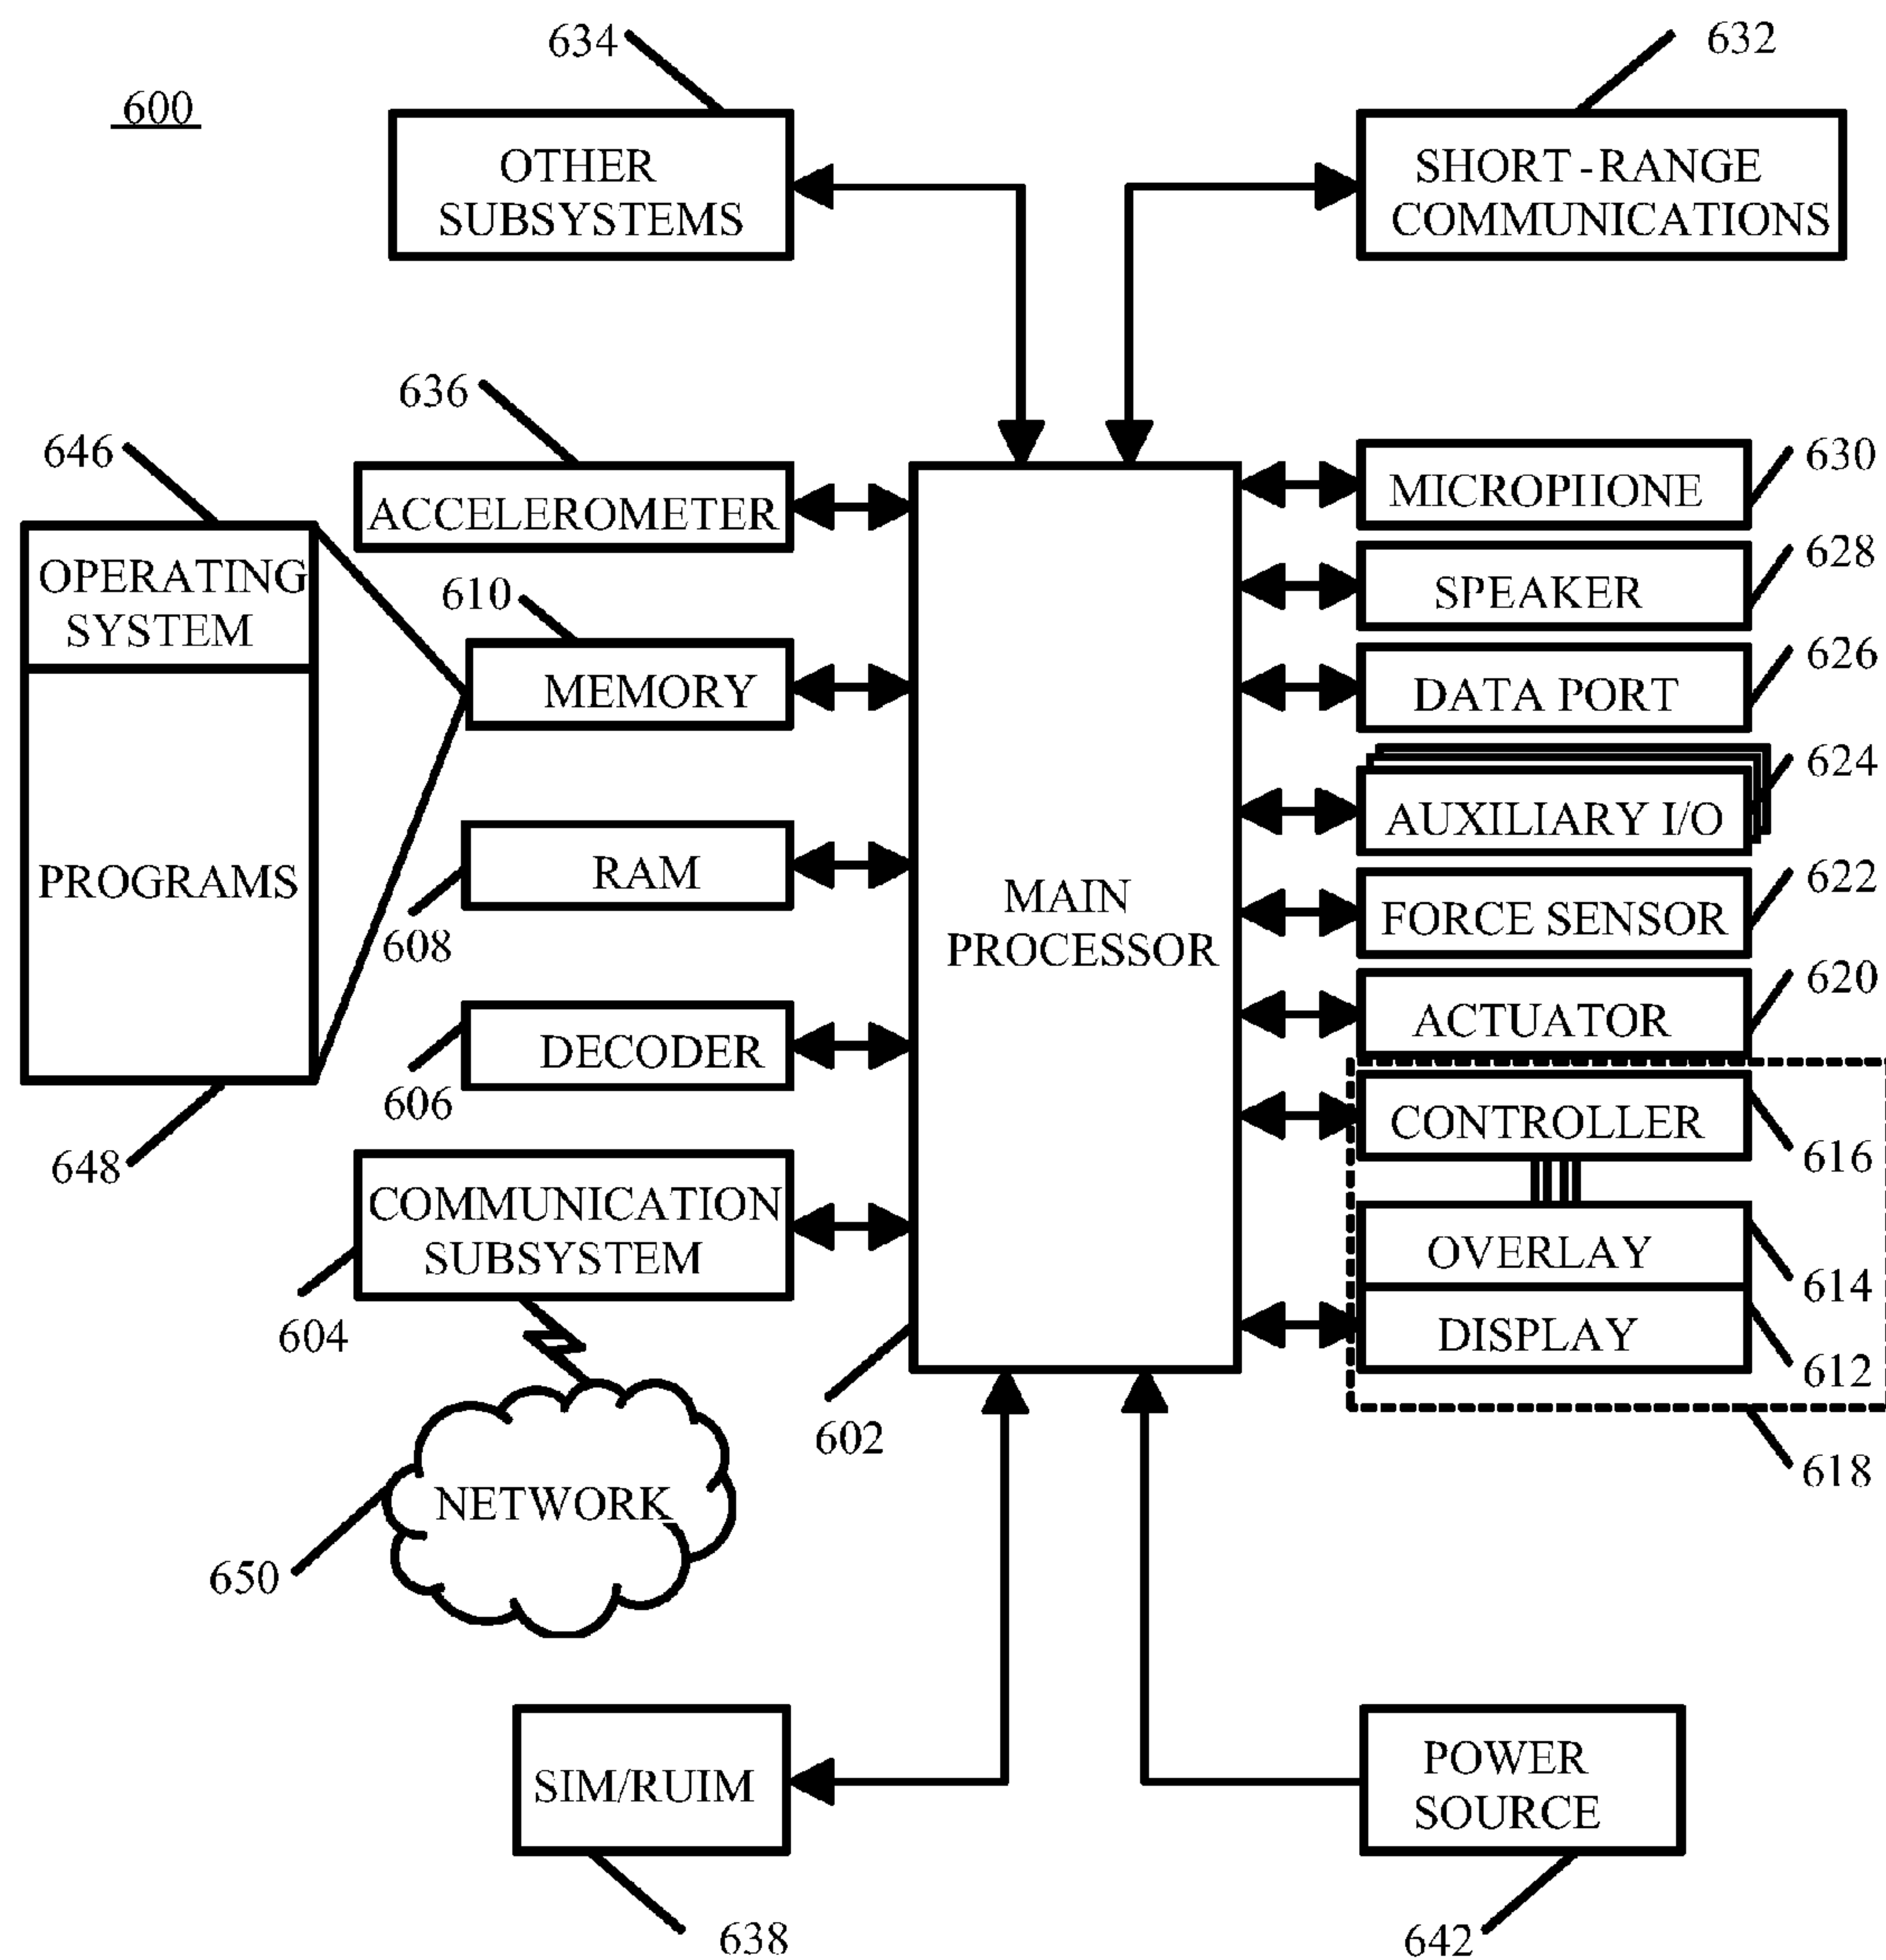 634
632
600
OTHER
SUBSYSTEMS
SHORT-RANGE
COMMUNICATIONS
636
646
630
ACCELEROMETER
MICROPHONE
OPERATING
SYSTEM
610
628
SPEAKER
MEMORY
626
DATA PORT
624
AUXILIARY I/O
PROGRAMS
RAM
608
MAIN
PROCESSOR
622
FORCE SENSOR
620
ACTUATOR
DECODER
606
CONTROLLER
616
648
COMMUNICATION
SUBSYSTEM
OVERLAY
614
604
DISPLAY
612
602
618
NETWORK
650
SIM/RUIM
POWER
SOURCE
638
642